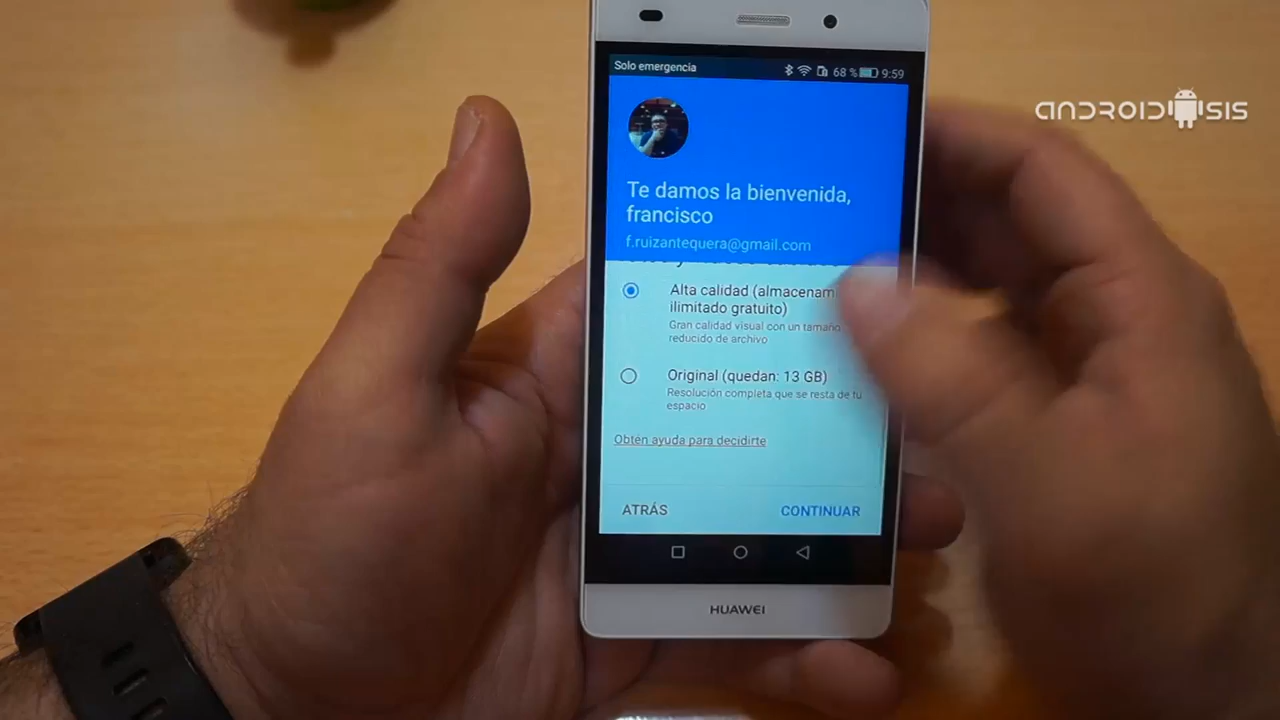 Solo emergencia
68 %
9:59
ANDROIDSIS
Te damos la bienvenida,
francisco
f.ruizantequera@gmail.com
Alta calidad (almacenam
ilimitado gratuito)
Gran calidad visual con un tamaño
reducido de archivo
Original (quedan: 13 GB)
Resolución completa que se resta de tu
espacio
Obtén ayuda para decidirte
ATRÁS
CONTINUAR
HUAWEI